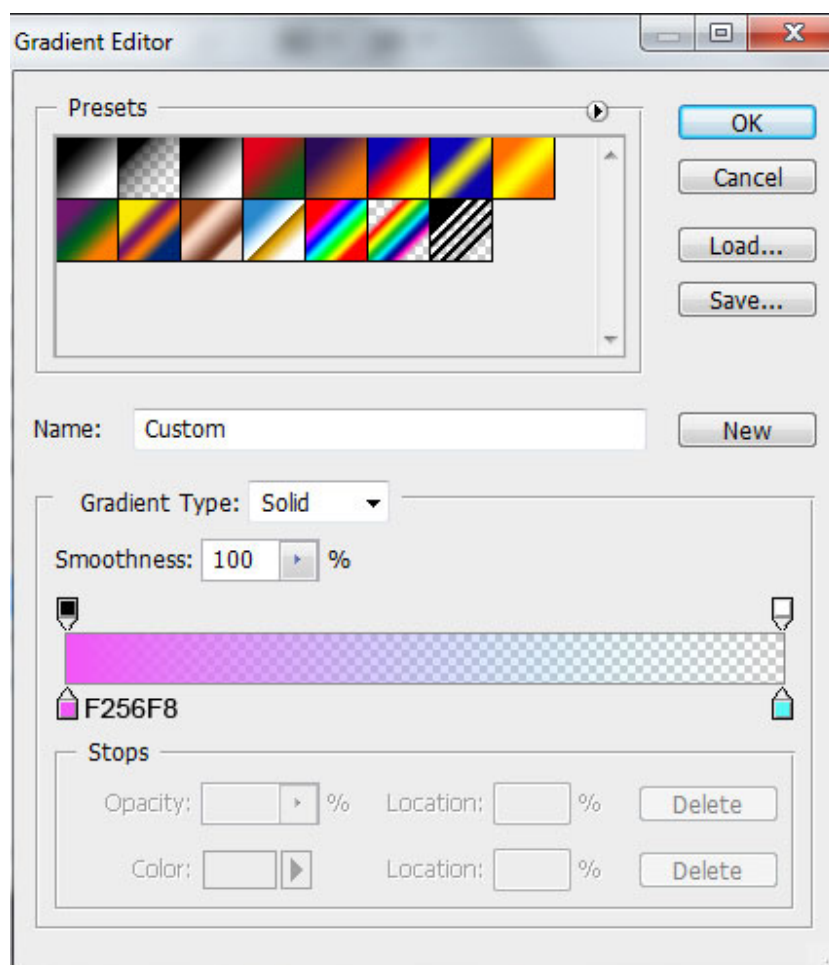 Gradient Editor
Presets
OK
Cancel
Load...
Save...
Name: Custom
New
Gradient Type: Solid
Smoothness: 100 %
F256F8
Stops
Opacity: % Location: % Delete
Color: Location: % Delete